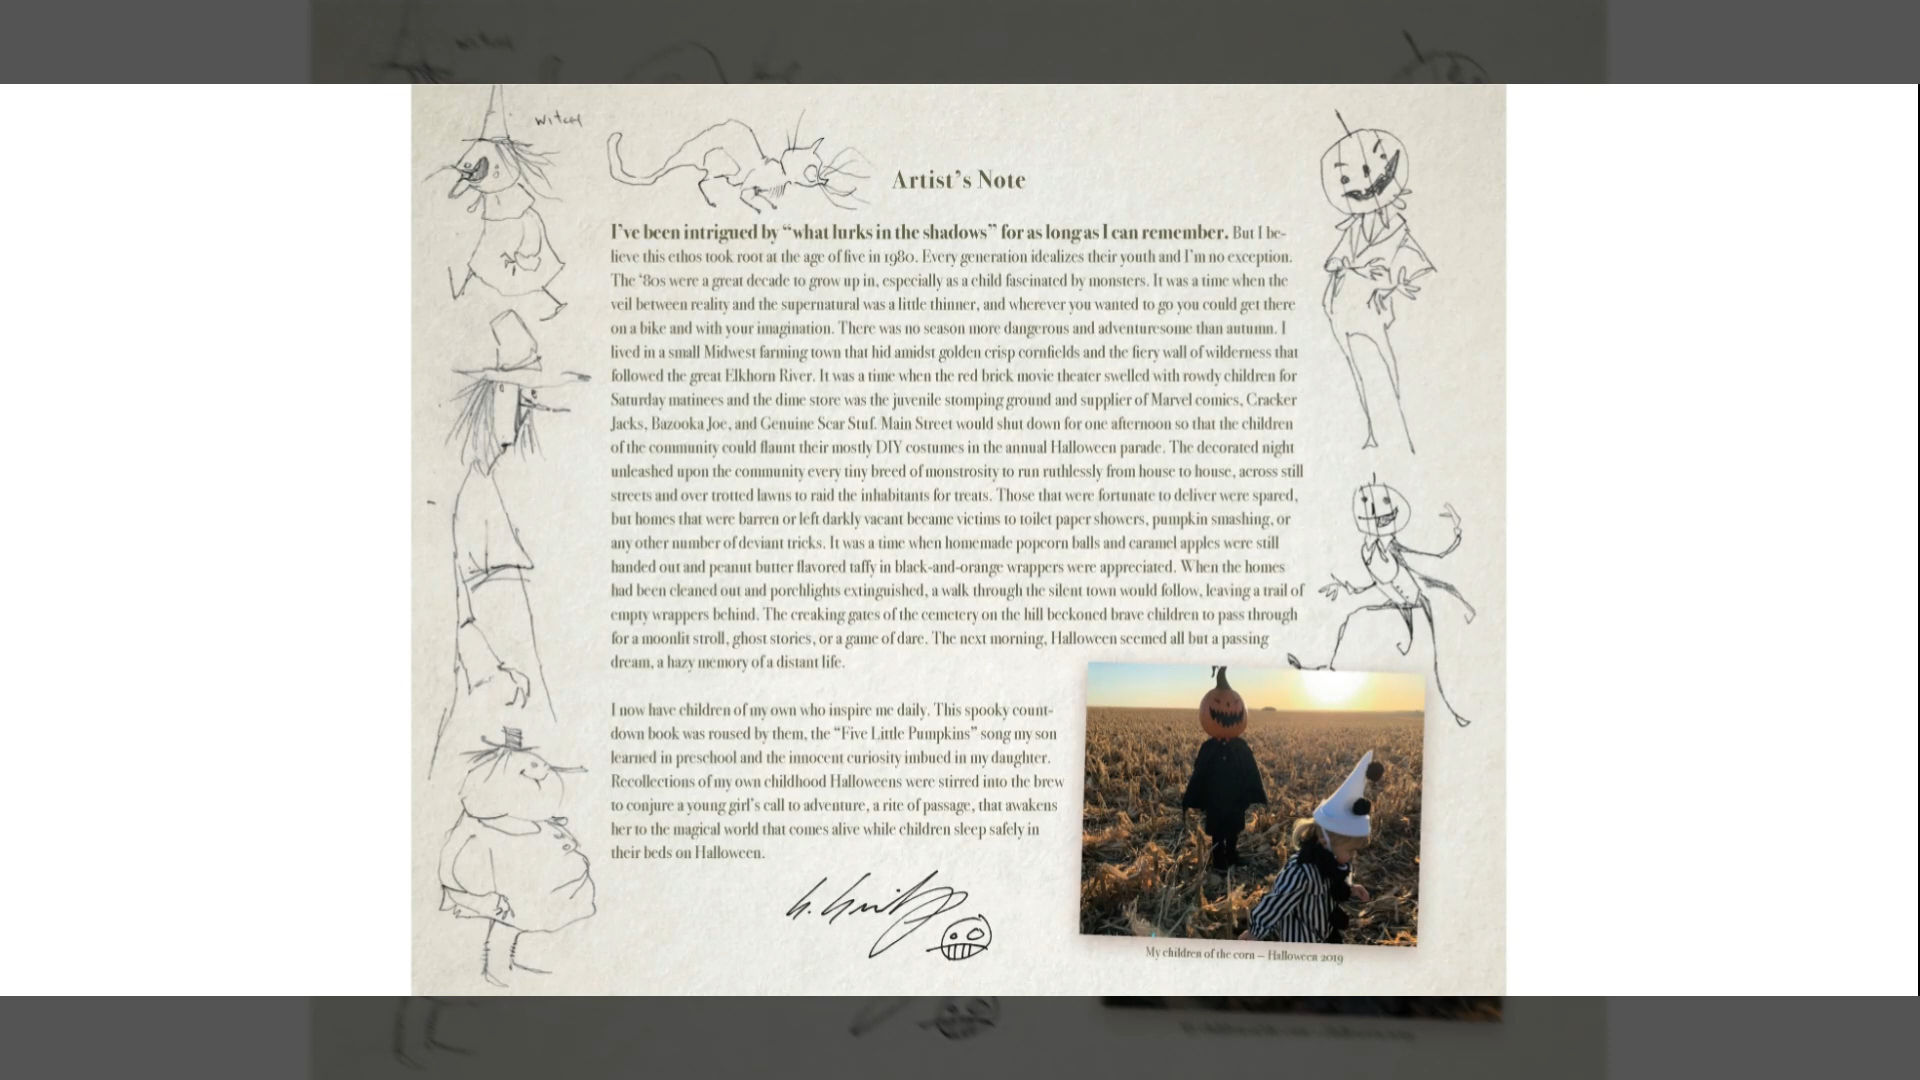 witch
Artist's Note
I've been intrigued by “what lurks in the shadows” for as long as I can remember. But I be-
lieve this ethos took root at the age of five in 1980. Every generation idealizes their youth and I'm no exception.
The '80s were a great decade to grow up in, especially as a child fascinated by monsters. It was a time when the
veil between reality and the supernatural was a little thinner, and wherever you wanted to go you could get there
on a bike and with your imagination. There was no season more dangerous and adventuresome than autumn. I
lived in a small Midwest farming town that hid amidst golden crisp cornfields and the fiery wall of wilderness that
followed the great Elkhorn River. It was a time when the red brick movie theater swelled with rowdy children for
Saturday matinees and the dime store was the juvenile stomping ground and supplier of Marvel comics, Cracker
Jacks, Bazooka Joe, and Genuine Scar Stuf. Main Street would shut down for one afternoon so that the children
of the community could flaunt their mostly DIY costumes in the annual Halloween parade. The decorated night
unleashed upon the community every tiny breed of monstrosity to run ruthlessly from house to house, across still
streets and over trotted lawns to raid the inhabitants for treats. Those that were fortunate to deliver were spared,
but homes that were barren or left darkly vacant became victims to toilet paper showers, pumpkin smashing, or
any other number of deviant tricks. It was a time when homemade popcorn balls and caramel apples were still
handed out and peanut butter flavored taffy in black-and-orange wrappers were appreciated. When the homes
had been cleaned out and porchlights extinguished, a walk through the silent town would follow, leaving a trail of
empty wrappers behind. The creaking gates of the cemetery on the hill beckoned brave children to pass through
for a moonlit stroll, ghost stories, or a game of dare. The next morning, Halloween seemed all but a passing
dream, a hazy memory of a distant life.
I now have children of my own who inspire me daily. This spooky count-
down book was roused by them, the “Five Little Pumpkins” song my son
learned in preschool and the innocent curiosity imbued in my daughter.
Recollections of my own childhood Halloweens were stirred into the brew
to conjure a young girl's call to adventure, a rite of passage, that awakens
her to the magical world that comes alive while children sleep safely in
their beds on Halloween.
My children of the corn – Halloween 2019